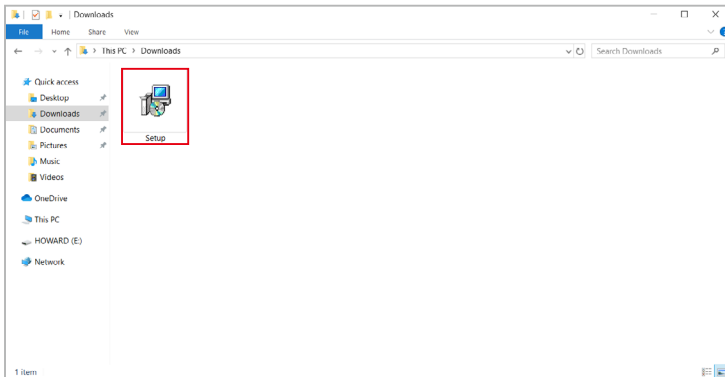 Downloads
File Home Share View
This PC > Downloads
Search Downloads
Quick access
Desktop
Downloads
Documents
Pictures
Music
Videos
OneDrive
This PC
HOWARD (E:)
Network
Setup
1 item